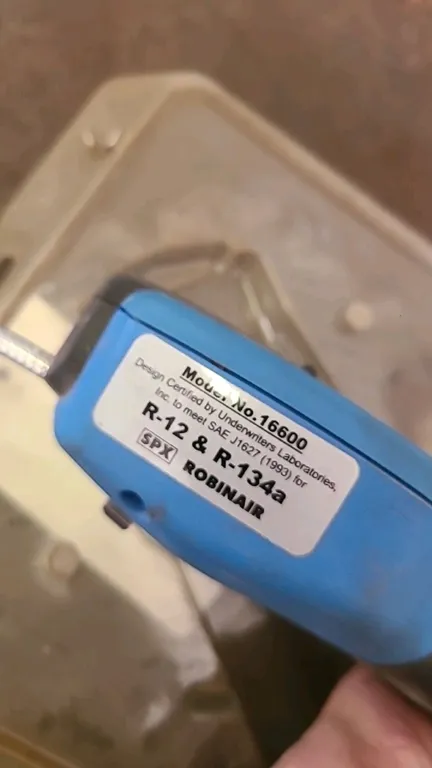 Model No. 16600
Design Certified by Underwriters Laboratories,
Inc. to meet SAE J1627 (1993) for
R-12 & R-134a
SPX ROBINAIR